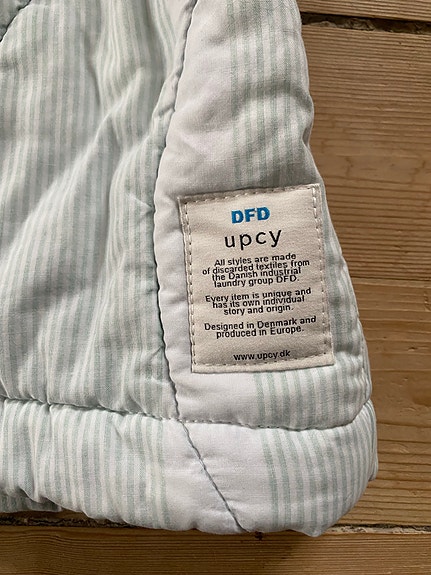 DFD
upcy
All styles are made
of discarded textiles from
the Danish industrial
laundry group DFD.
Every item is unique and
has its own individual
story and origin.
Designed in Denmark and
produced in Europe.
www.upcy.dk